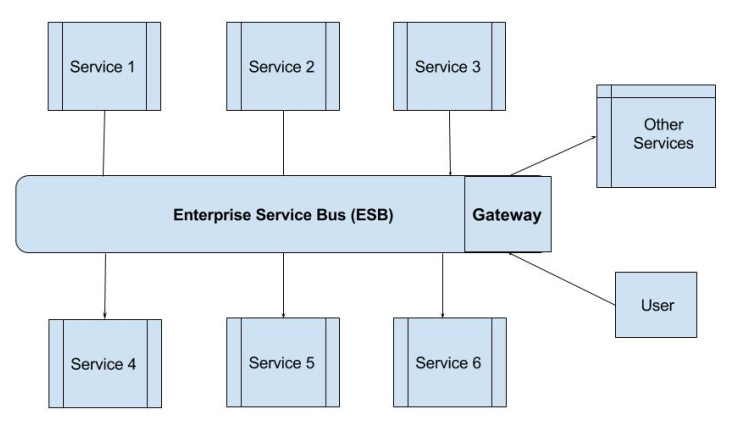 Service 1
Service 2
Service 3
Other
Services
Enterprise Service Bus (ESB)
Gateway
User
Service 4
Service 5
Service 6